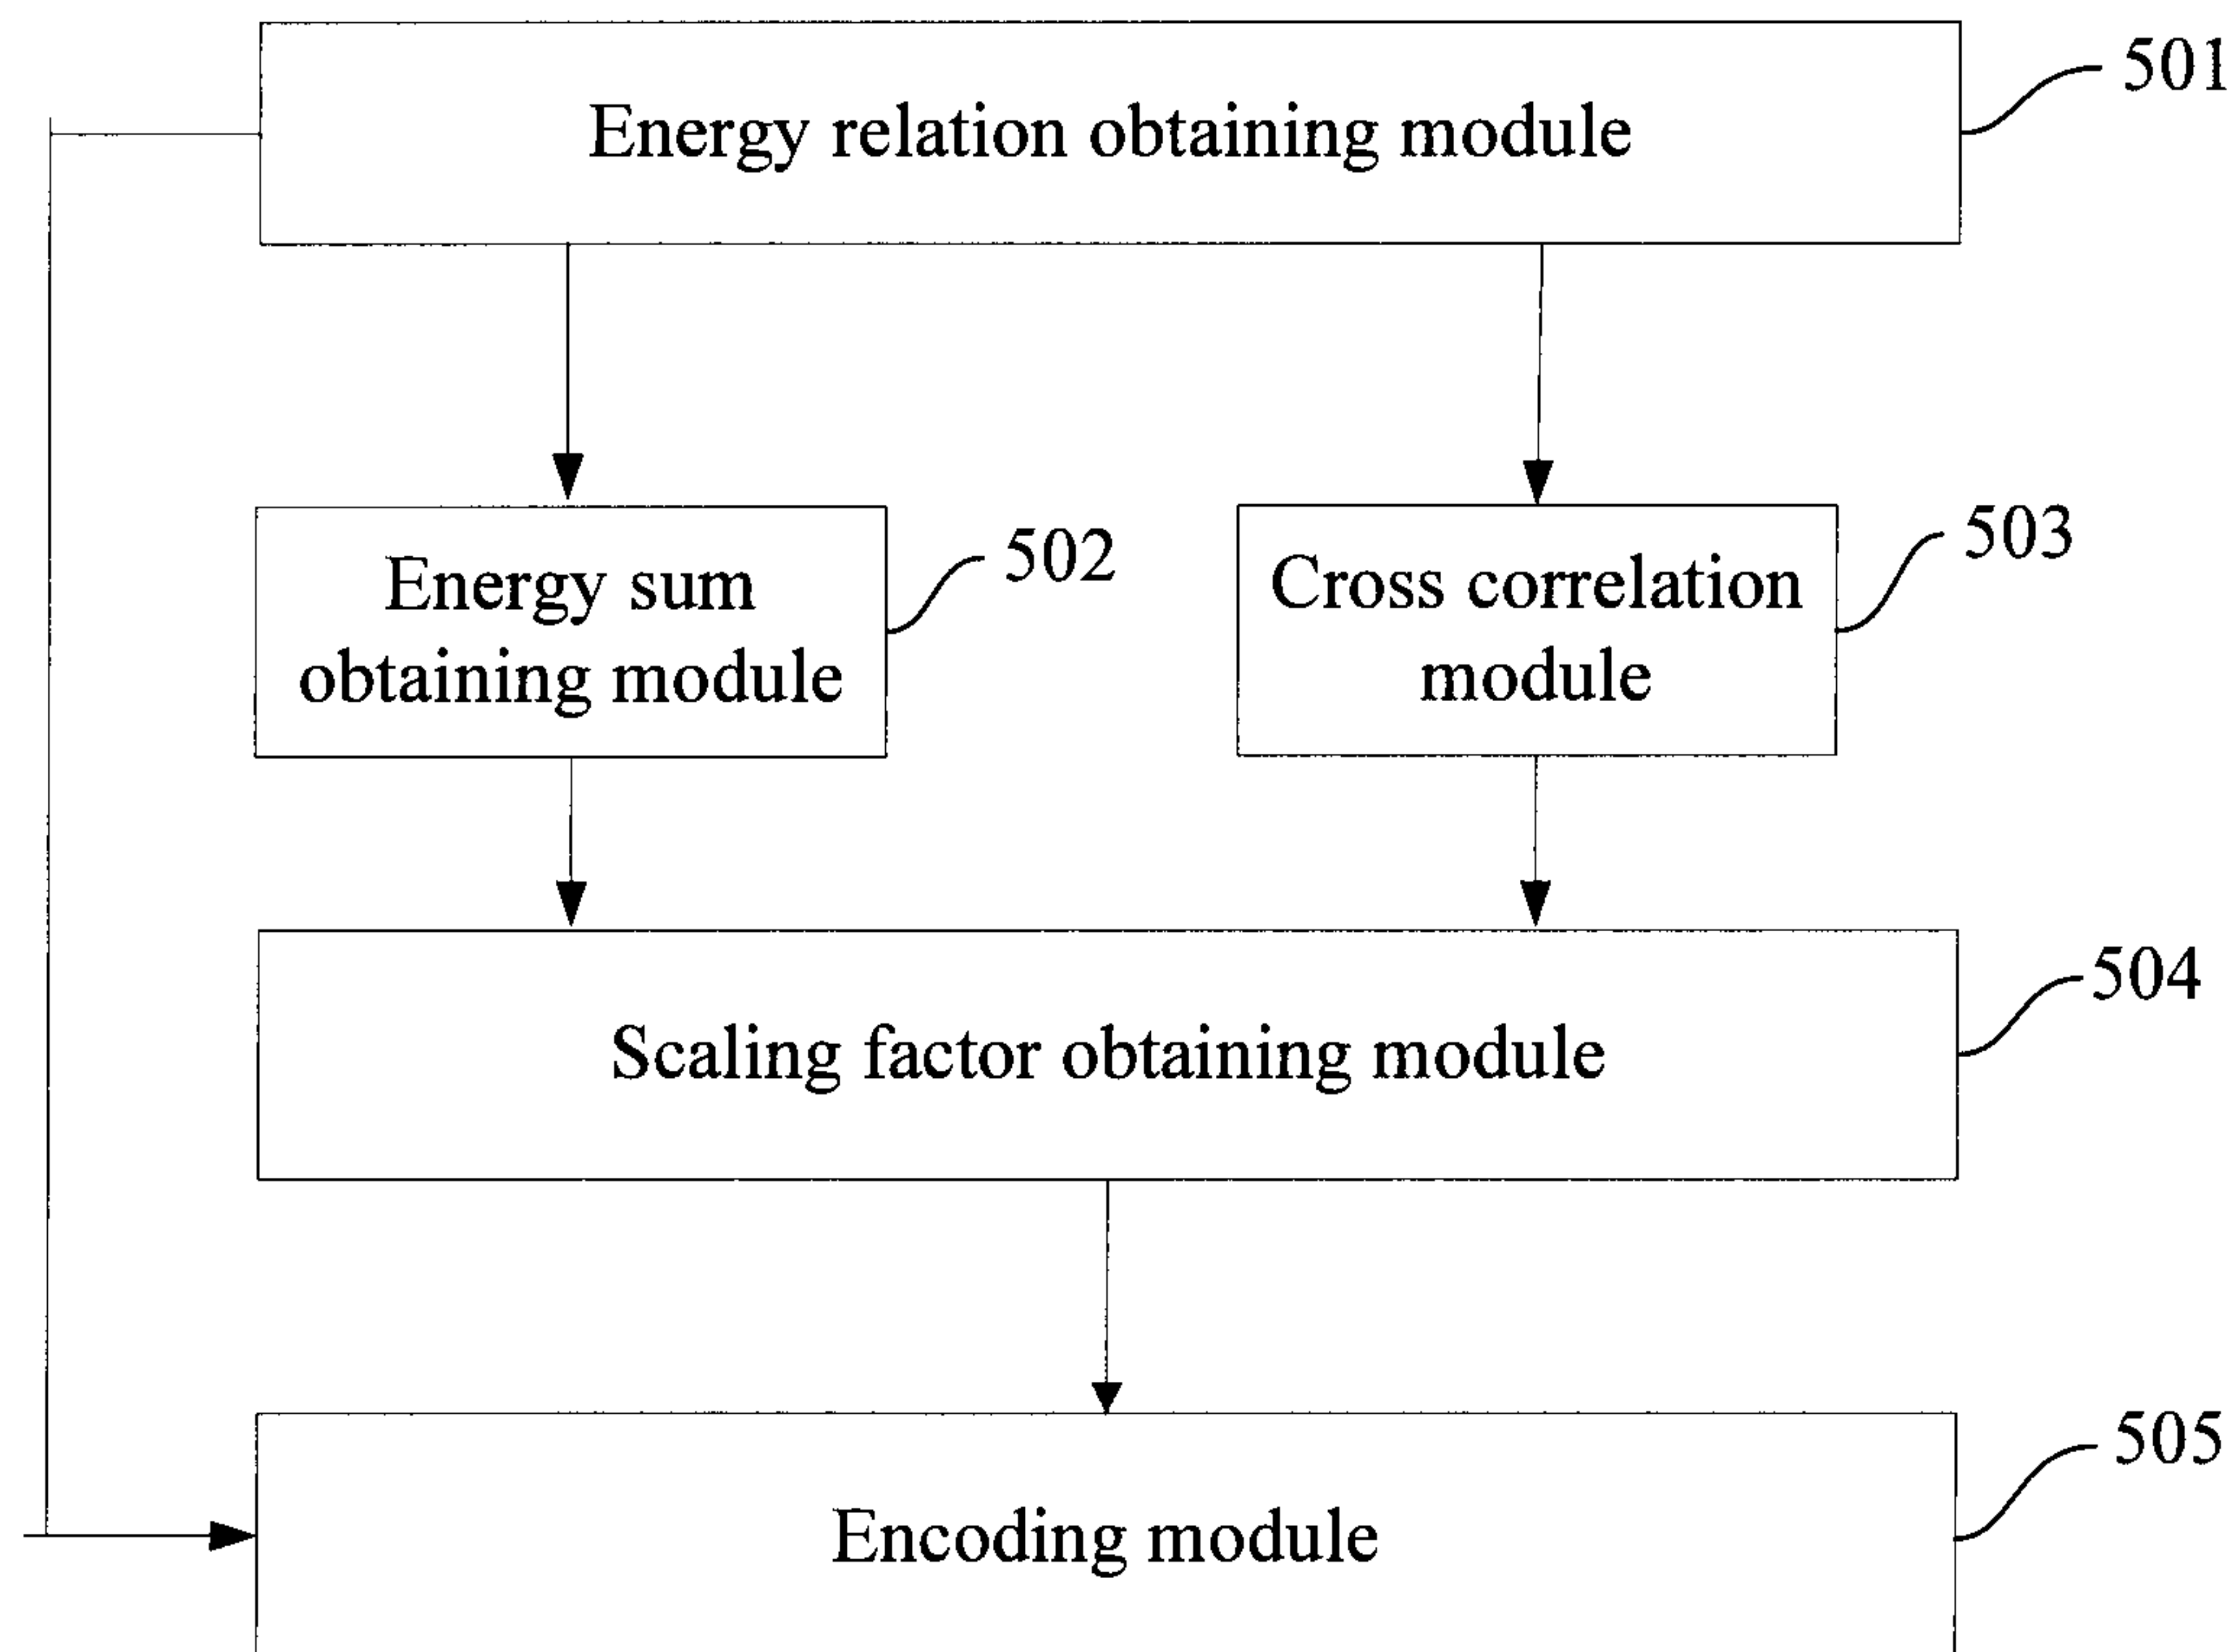 501
Energy relation obtaining module
502
503
Energy sum
obtaining module
Cross correlation
module
504
Scaling factor obtaining module
505
Encoding module